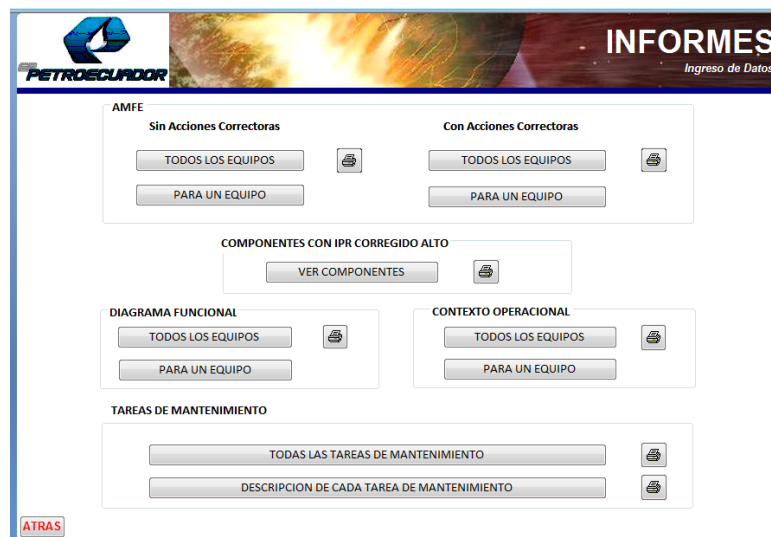 EP PETROECUADOR
INFORMES
Ingreso de Datos
AMFE
Sin Acciones Correctoras
Con Acciones Correctoras
TODOS LOS EQUIPOS
TODOS LOS EQUIPOS
PARA UN EQUIPO
PARA UN EQUIPO
COMPONENTES CON IPR CORREGIDO ALTO
VER COMPONENTES
DIAGRAMA FUNCIONAL
CONTEXTO OPERACIONAL
TODOS LOS EQUIPOS
TODOS LOS EQUIPOS
PARA UN EQUIPO
PARA UN EQUIPO
TAREAS DE MANTENIMIENTO
TODAS LAS TAREAS DE MANTENIMIENTO
DESCRIPCION DE CADA TAREA DE MANTENIMIENTO
ATRAS